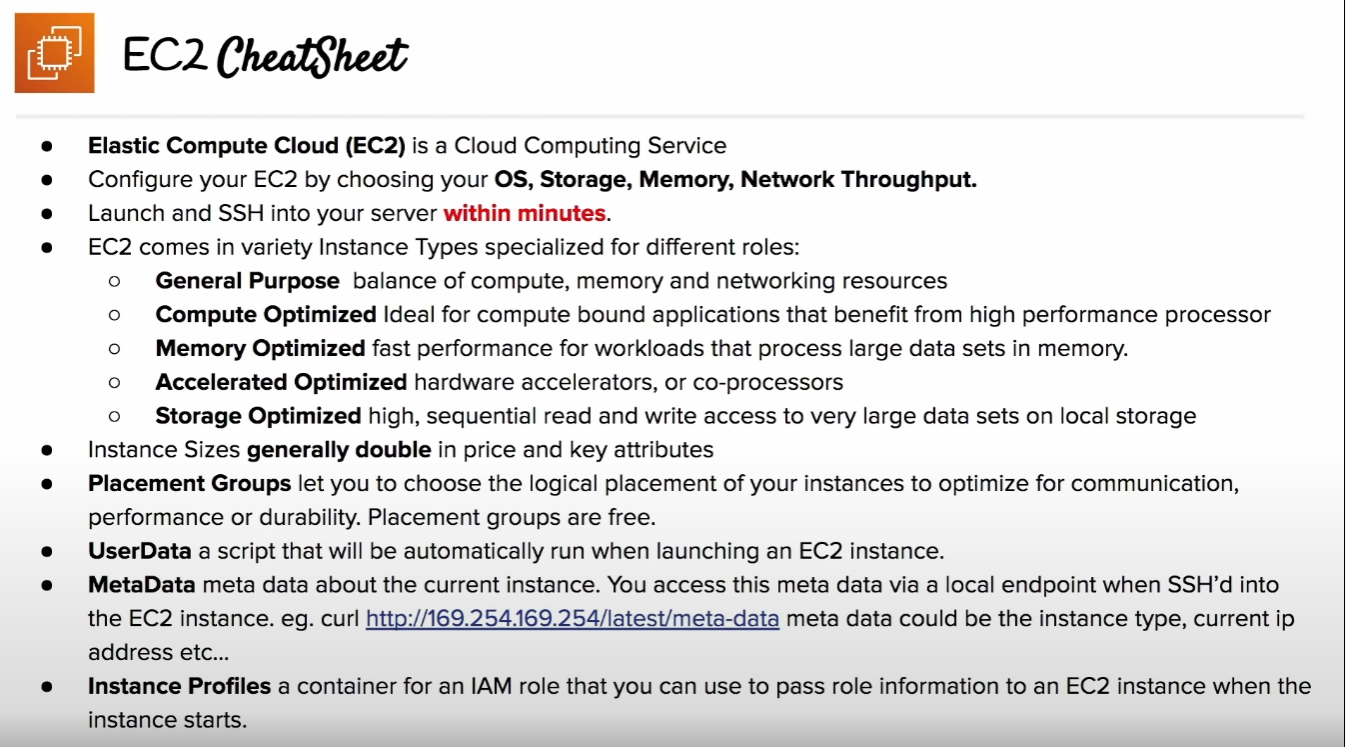 EC2 CheatSheet
● Elastic Compute Cloud (EC2) is a Cloud Computing Service
● Configure your EC2 by choosing your OS, Storage, Memory, Network Throughput.
● Launch and SSH into your server within minutes.
● EC2 comes in variety Instance Types specialized for different roles:
○ General Purpose balance of compute, memory and networking resources
○ Compute Optimized Ideal for compute bound applications that benefit from high performance processor
○ Memory Optimized fast performance for workloads that process large data sets in memory.
○ Accelerated Optimized hardware accelerators, or co-processors
○ Storage Optimized high, sequential read and write access to very large data sets on local storage
● Instance Sizes generally double in price and key attributes
● Placement Groups let you to choose the logical placement of your instances to optimize for communication,
performance or durability. Placement groups are free.
● UserData a script that will be automatically run when launching an EC2 instance.
● MetaData meta data about the current instance. You access this meta data via a local endpoint when SSH’d into
the EC2 instance. eg. curl http://169.254.169.254/latest/meta-data meta data could be the instance type, current ip
address etc...
● Instance Profiles a container for an IAM role that you can use to pass role information to an EC2 instance when the
instance starts.